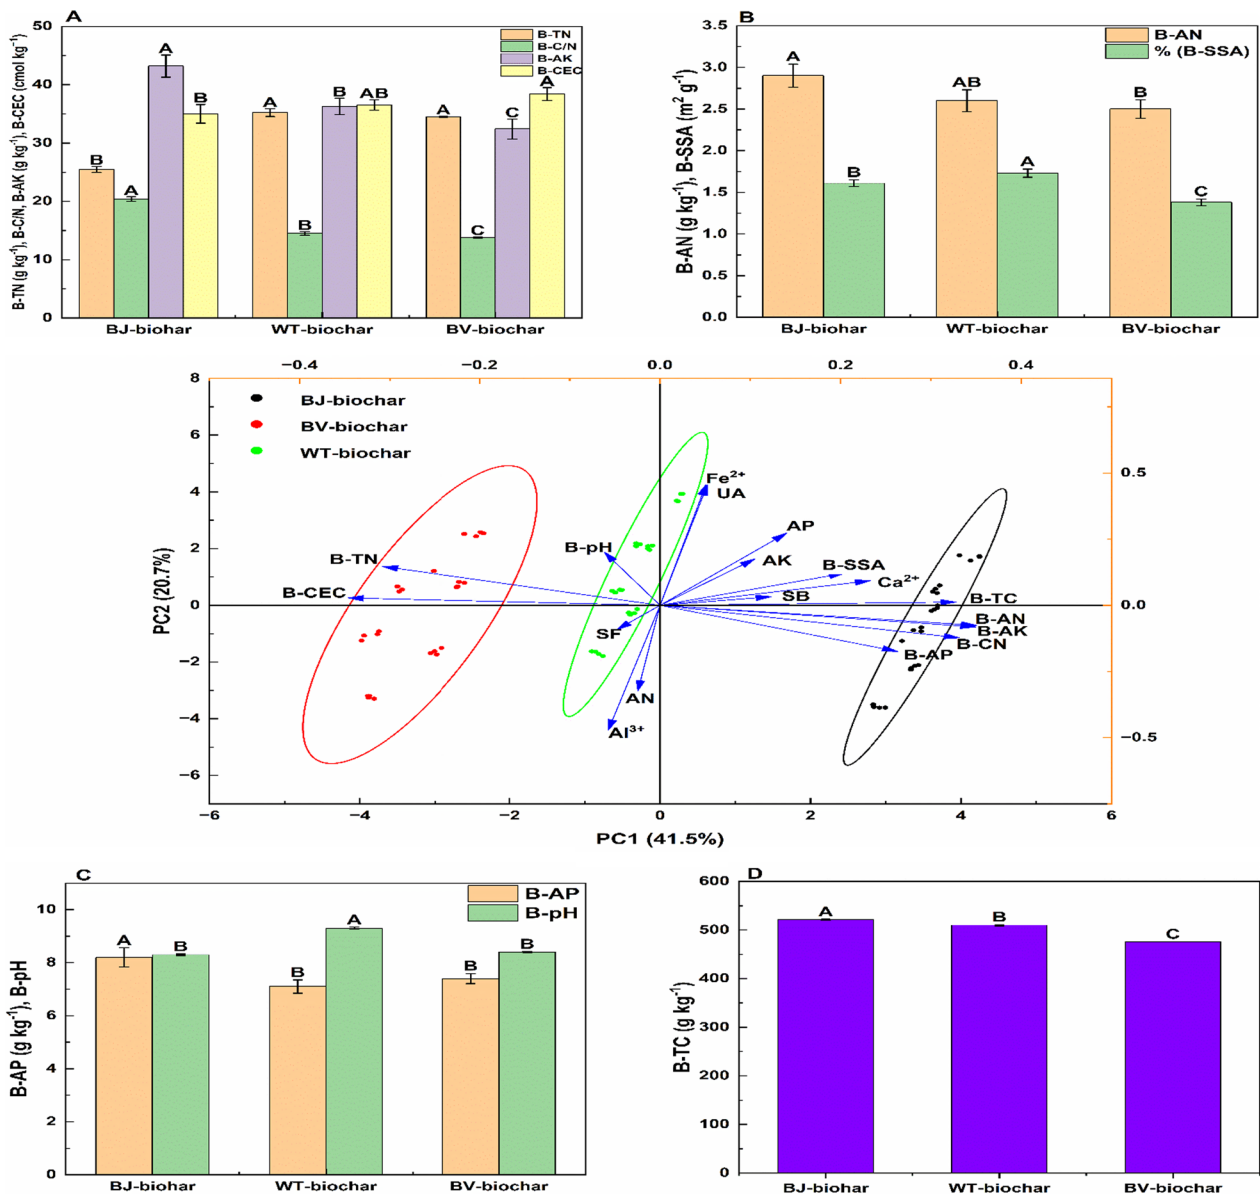 A
B-TN (g kg⁻¹), B-C/N, B-AK (g kg⁻¹), B-CEC (cmol kg⁻¹)
50
40
30
20
10
0
B-TN
B-C/N
B-AK
B-CEC
B
A
A
B
A
B
B
AB
A
C
C
A
BJ-biohar
WT-biochar
BV-biochar
B
B-AN (g kg⁻¹), B-SSA (m² g⁻¹)
3.5
3.0
2.5
2.0
1.5
1.0
0.5
0.0
B-AN
% (B-SSA)
A
B
AB
A
B
C
BJ-biohar
WT-biochar
BV-biochar
−0.4
−0.2
0.0
0.2
0.4
PC2 (20.7%)
8
6
4
2
0
−2
−4
−6
BJ-biochar
BV-biochar
WT-biochar
Fe²⁺
UA
AP
B-pH
AK
B-TN
B-SSA
Ca²⁺
B-CEC
SB
B-TC
B-AN
SF
B-AK
B-CN
B-AP
AN
Al³⁺
0.5
0.0
−0.5
−6
−4
−2
0
2
4
6
PC1 (41.5%)
C
B-AP (g kg⁻¹), B-pH
10
8
6
4
2
0
B-AP
B-pH
A
B
B
A
B
B
BJ-biohar
WT-biochar
BV-biochar
D
B-TC (g kg⁻¹)
600
500
400
300
200
100
0
A
B
C
BJ-biohar
WT-biochar
BV-biohar